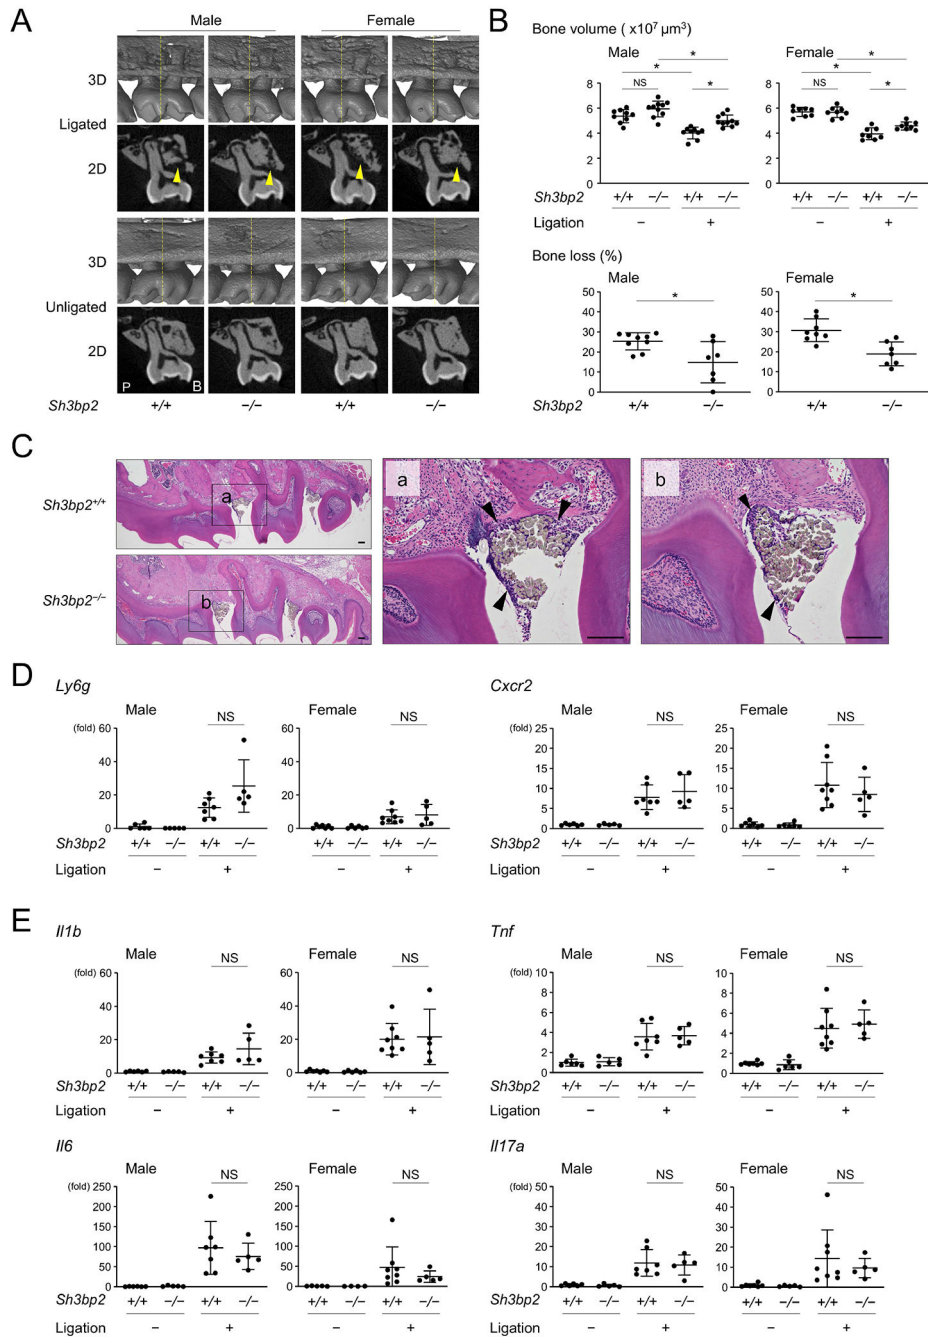 A
Male Female
3D
Ligated
2D
3D
Unligated
2D
P B
Sh3bp2 +/+ −/− +/+ −/−
B
Bone volume ( x10⁷ µm³)
Male Female
* *
* *
NS * NS *
8 8
6 6
4 4
2 2
0 0
Sh3bp2 +/+ −/− +/+ −/− +/+ −/− +/+ −/−
Ligation − + − +
Bone loss (%)
Male Female
* *
50 50
40 40
30 30
20 20
10 10
0 0
Sh3bp2 +/+ −/− +/+ −/−
C
Sh3bp2+/+
a
Sh3bp2−/−
b
a b
D
Ly6g Cxcr2
Male Female Male Female
(fold) NS NS (fold) NS NS
60 60 25 25
40 40 20 20
20 20 15 15
0 0 10 10
5 5
0 0
Sh3bp2 +/+ −/− +/+ −/− +/+ −/− +/+ −/− Sh3bp2 +/+ −/− +/+ −/− +/+ −/− +/+ −/−
Ligation − + − + Ligation − + − +
E
Il1b Tnf
Male Female Male Female
(fold) NS NS (fold) NS NS
60 60 10 10
40 40 8 8
20 20 6 6
0 0 4 4
2 2
0 0
Sh3bp2 +/+ −/− +/+ −/− +/+ −/− +/+ −/− Sh3bp2 +/+ −/− +/+ −/− +/+ −/− +/+ −/−
Ligation − + − + Ligation − + − +
Il6 Il17a
Male Female Male Female
(fold) NS NS (fold) NS NS
250 250 50 50
200 200 40 40
150 150 30 30
100 100 20 20
50 50 10 10
0 0 0 0
Sh3bp2 +/+ −/− +/+ −/− +/+ −/− +/+ −/− Sh3bp2 +/+ −/− +/+ −/− +/+ −/− +/+ −/−
Ligation − + − + Ligation − + − +